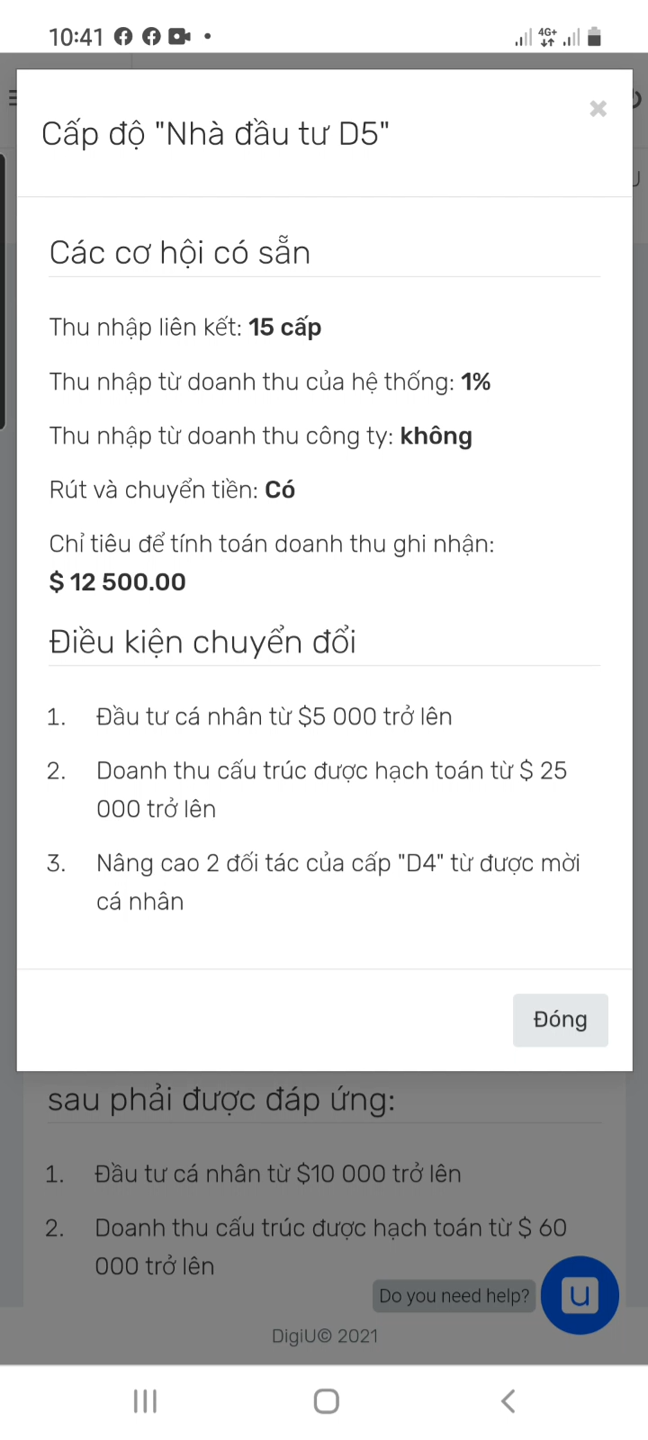 10:41
4G+
Cấp độ "Nhà đầu tư D5"
Các cơ hội có sẵn
Thu nhập liên kết: 15 cấp
Thu nhập từ doanh thu của hệ thống: 1%
Thu nhập từ doanh thu công ty: không
Rút và chuyển tiền: Có
Chỉ tiêu để tính toán doanh thu ghi nhận:
$ 12 500.00
Điều kiện chuyển đổi
1. Đầu tư cá nhân từ $5 000 trở lên
2. Doanh thu cấu trúc được hạch toán từ $ 25
000 trở lên
3. Nâng cao 2 đối tác của cấp "D4" từ được mời
cá nhân
Đóng
sau phải được đáp ứng:
1. Đầu tư cá nhân từ $10 000 trở lên
2. Doanh thu cấu trúc được hạch toán từ $ 60
000 trở lên
Do you need help?
DigiU© 2021